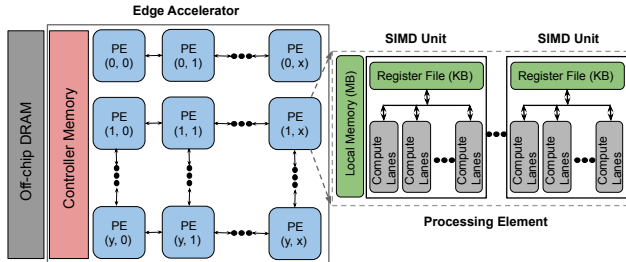 Edge Accelerator
Off-chip DRAM
Controller Memory
PE
(0, 0)
PE
(0, 1)
PE
(0, x)
PE
(1, 0)
PE
(1, 1)
PE
(1, x)
PE
(y, 0)
PE
(y, 1)
PE
(y, x)
SIMD Unit
SIMD Unit
Local Memory (MB)
Register File (KB)
Register File (KB)
Compute
Lanes
Compute
Lanes
Compute
Lanes
Compute
Lanes
Compute
Lanes
Compute
Lanes
Processing Element